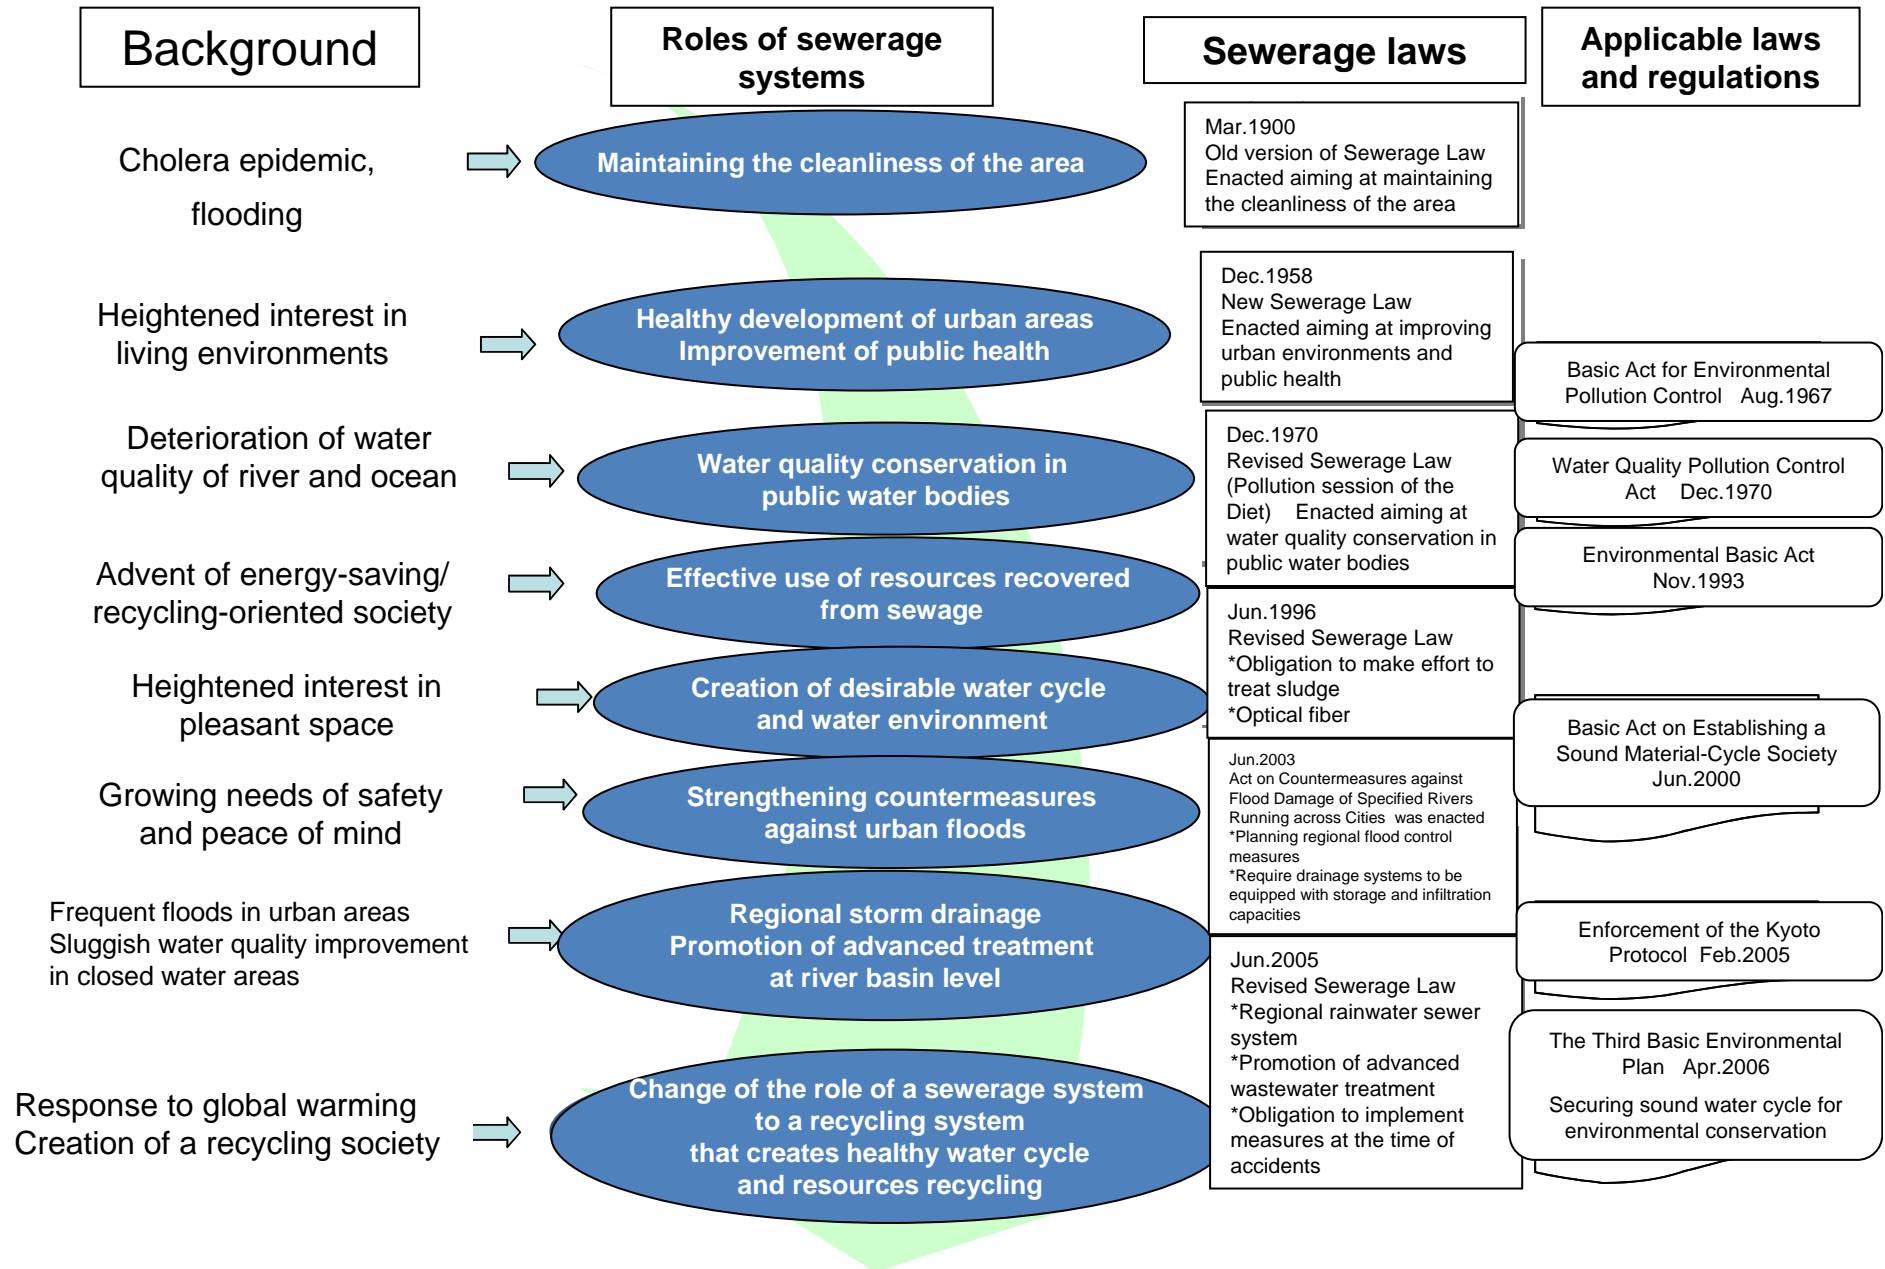 Background
Roles of sewerage
systems
Sewerage laws
Applicable laws
and regulations
Cholera epidemic,
flooding
Maintaining the cleanliness of the area
Mar.1900
Old version of Sewerage Law
Enacted aiming at maintaining
the cleanliness of the area
Heightened interest in
living environments
Healthy development of urban areas
Improvement of public health
Dec.1958
New Sewerage Law
Enacted aiming at improving
urban environments and
public health
Basic Act for Environmental
Pollution Control Aug.1967
Deterioration of water
quality of river and ocean
Water quality conservation in
public water bodies
Dec.1970
Revised Sewerage Law
(Pollution session of the
Diet) Enacted aiming at
water quality conservation in
public water bodies
Water Quality Pollution Control
Act Dec.1970
Environmental Basic Act
Nov.1993
Advent of energy-saving/
recycling-oriented society
Effective use of resources recovered
from sewage
Jun.1996
Revised Sewerage Law
*Obligation to make effort to
treat sludge
*Optical fiber
Heightened interest in
pleasant space
Creation of desirable water cycle
and water environment
Basic Act on Establishing a
Sound Material-Cycle Society
Jun.2000
Growing needs of safety
and peace of mind
Strengthening countermeasures
against urban floods
Jun.2003
Act on Countermeasures against
Flood Damage of Specified Rivers
Running across Cities was enacted
*Planning regional flood control
measures
*Require drainage systems to be
equipped with storage and infiltration
capacities
Frequent floods in urban areas
Sluggish water quality improvement
in closed water areas
Regional storm drainage
Promotion of advanced treatment
at river basin level
Enforcement of the Kyoto
Protocol Feb.2005
Jun.2005
Revised Sewerage Law
*Regional rainwater sewer
system
*Promotion of advanced
wastewater treatment
*Obligation to implement
measures at the time of
accidents
The Third Basic Environmental
Plan Apr.2006
Securing sound water cycle for
environmental conservation
Response to global warming
Creation of a recycling society
Change of the role of a sewerage system
to a recycling system
that creates healthy water cycle
and resources recycling